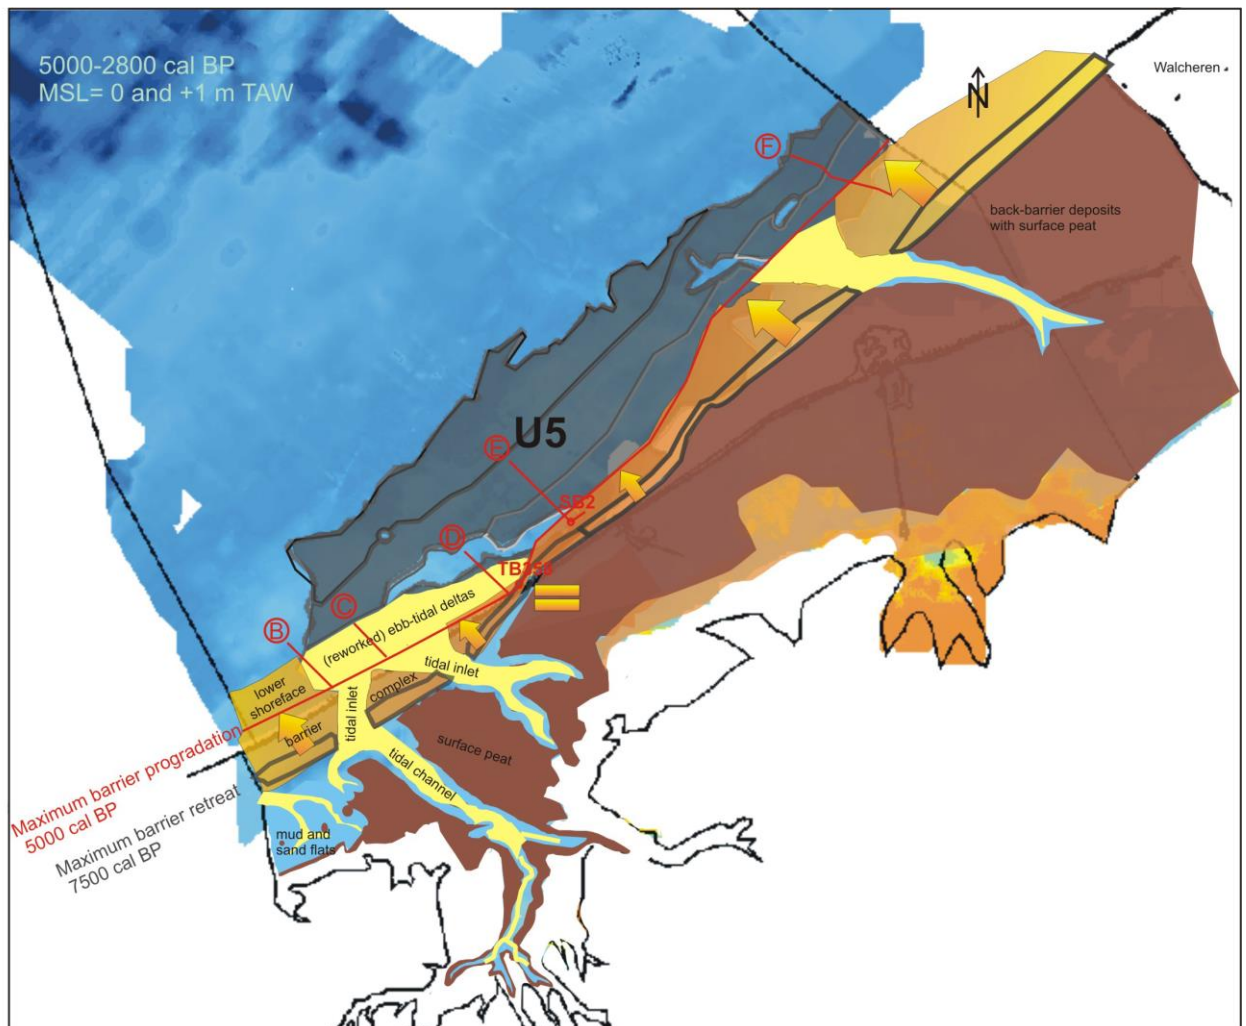 5000-2800 cal BP
MSL= 0 and +1 m TAW
Walcheren
N
F
back-barrier deposits
with surface peat
U5
E
SB2
D
C
B
(reworked) ebb-tidal deltas
tidal inlet
lower
shoreface
complex
tidal inlet
barrier
surface peat
tidal channel
mud and
sand flats
Maximum barrier progradation
5000 cal BP
Maximum barrier retreat
7500 cal BP